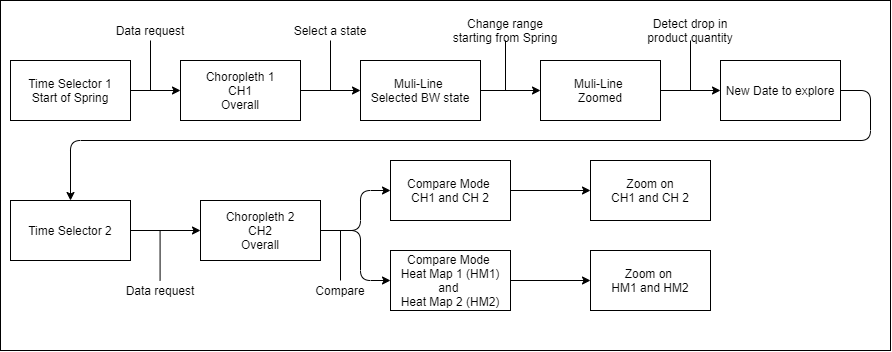 Data request
Select a state
Change range
starting from Spring
Detect drop in
product quantity
Time Selector 1
Start of Spring
Choropleth 1
CH1
Overall
Muli-Line
Selected BW state
Muli-Line
Zoomed
New Date to explore
Time Selector 2
Choropleth 2
CH2
Overall
Compare Mode
CH1 and CH 2
Zoom on
CH1 and CH 2
Compare Mode
Heat Map 1 (HM1)
and
Heat Map 2 (HM2)
Zoom on
HM1 and HM2
Data request
Compare